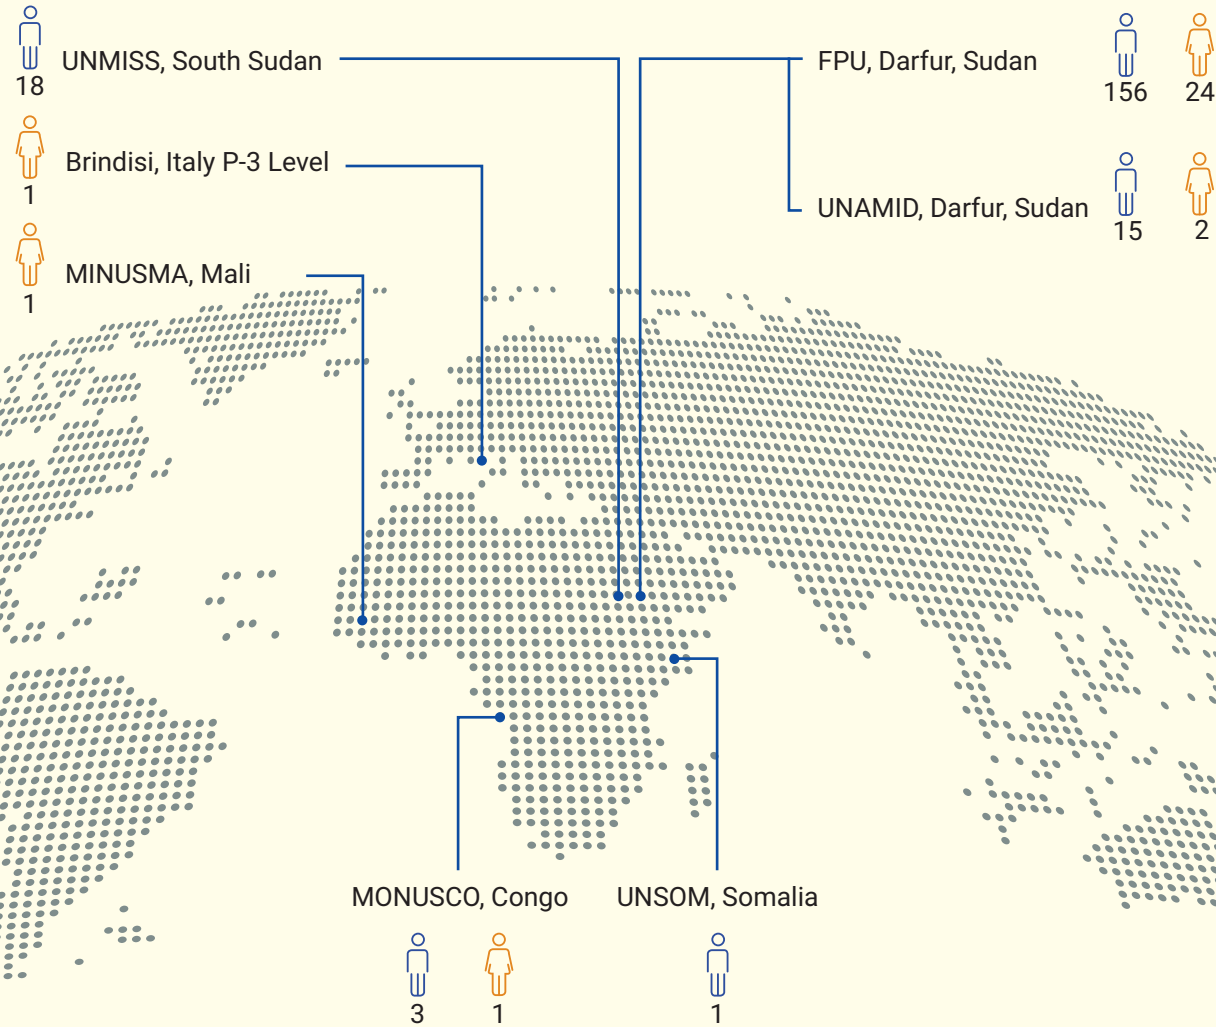 18
UNMISS, South Sudan
1
Brindisi, Italy P-3 Level
1
MINUSMA, Mali
FPU, Darfur, Sudan
156
24
UNAMID, Darfur, Sudan
15
2
MONUSCO, Congo
3
1
UNSOM, Somalia
1